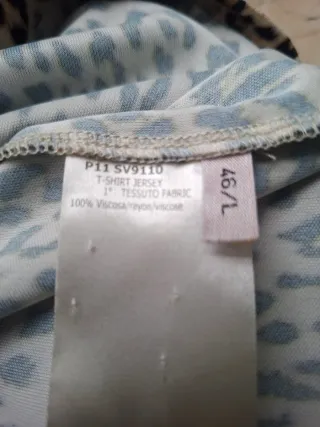 P11 SV9110
T-SHIRT JERSEY
1° TESSUTO FABRIC
100% Viscosa/rayon/viscose
46/L